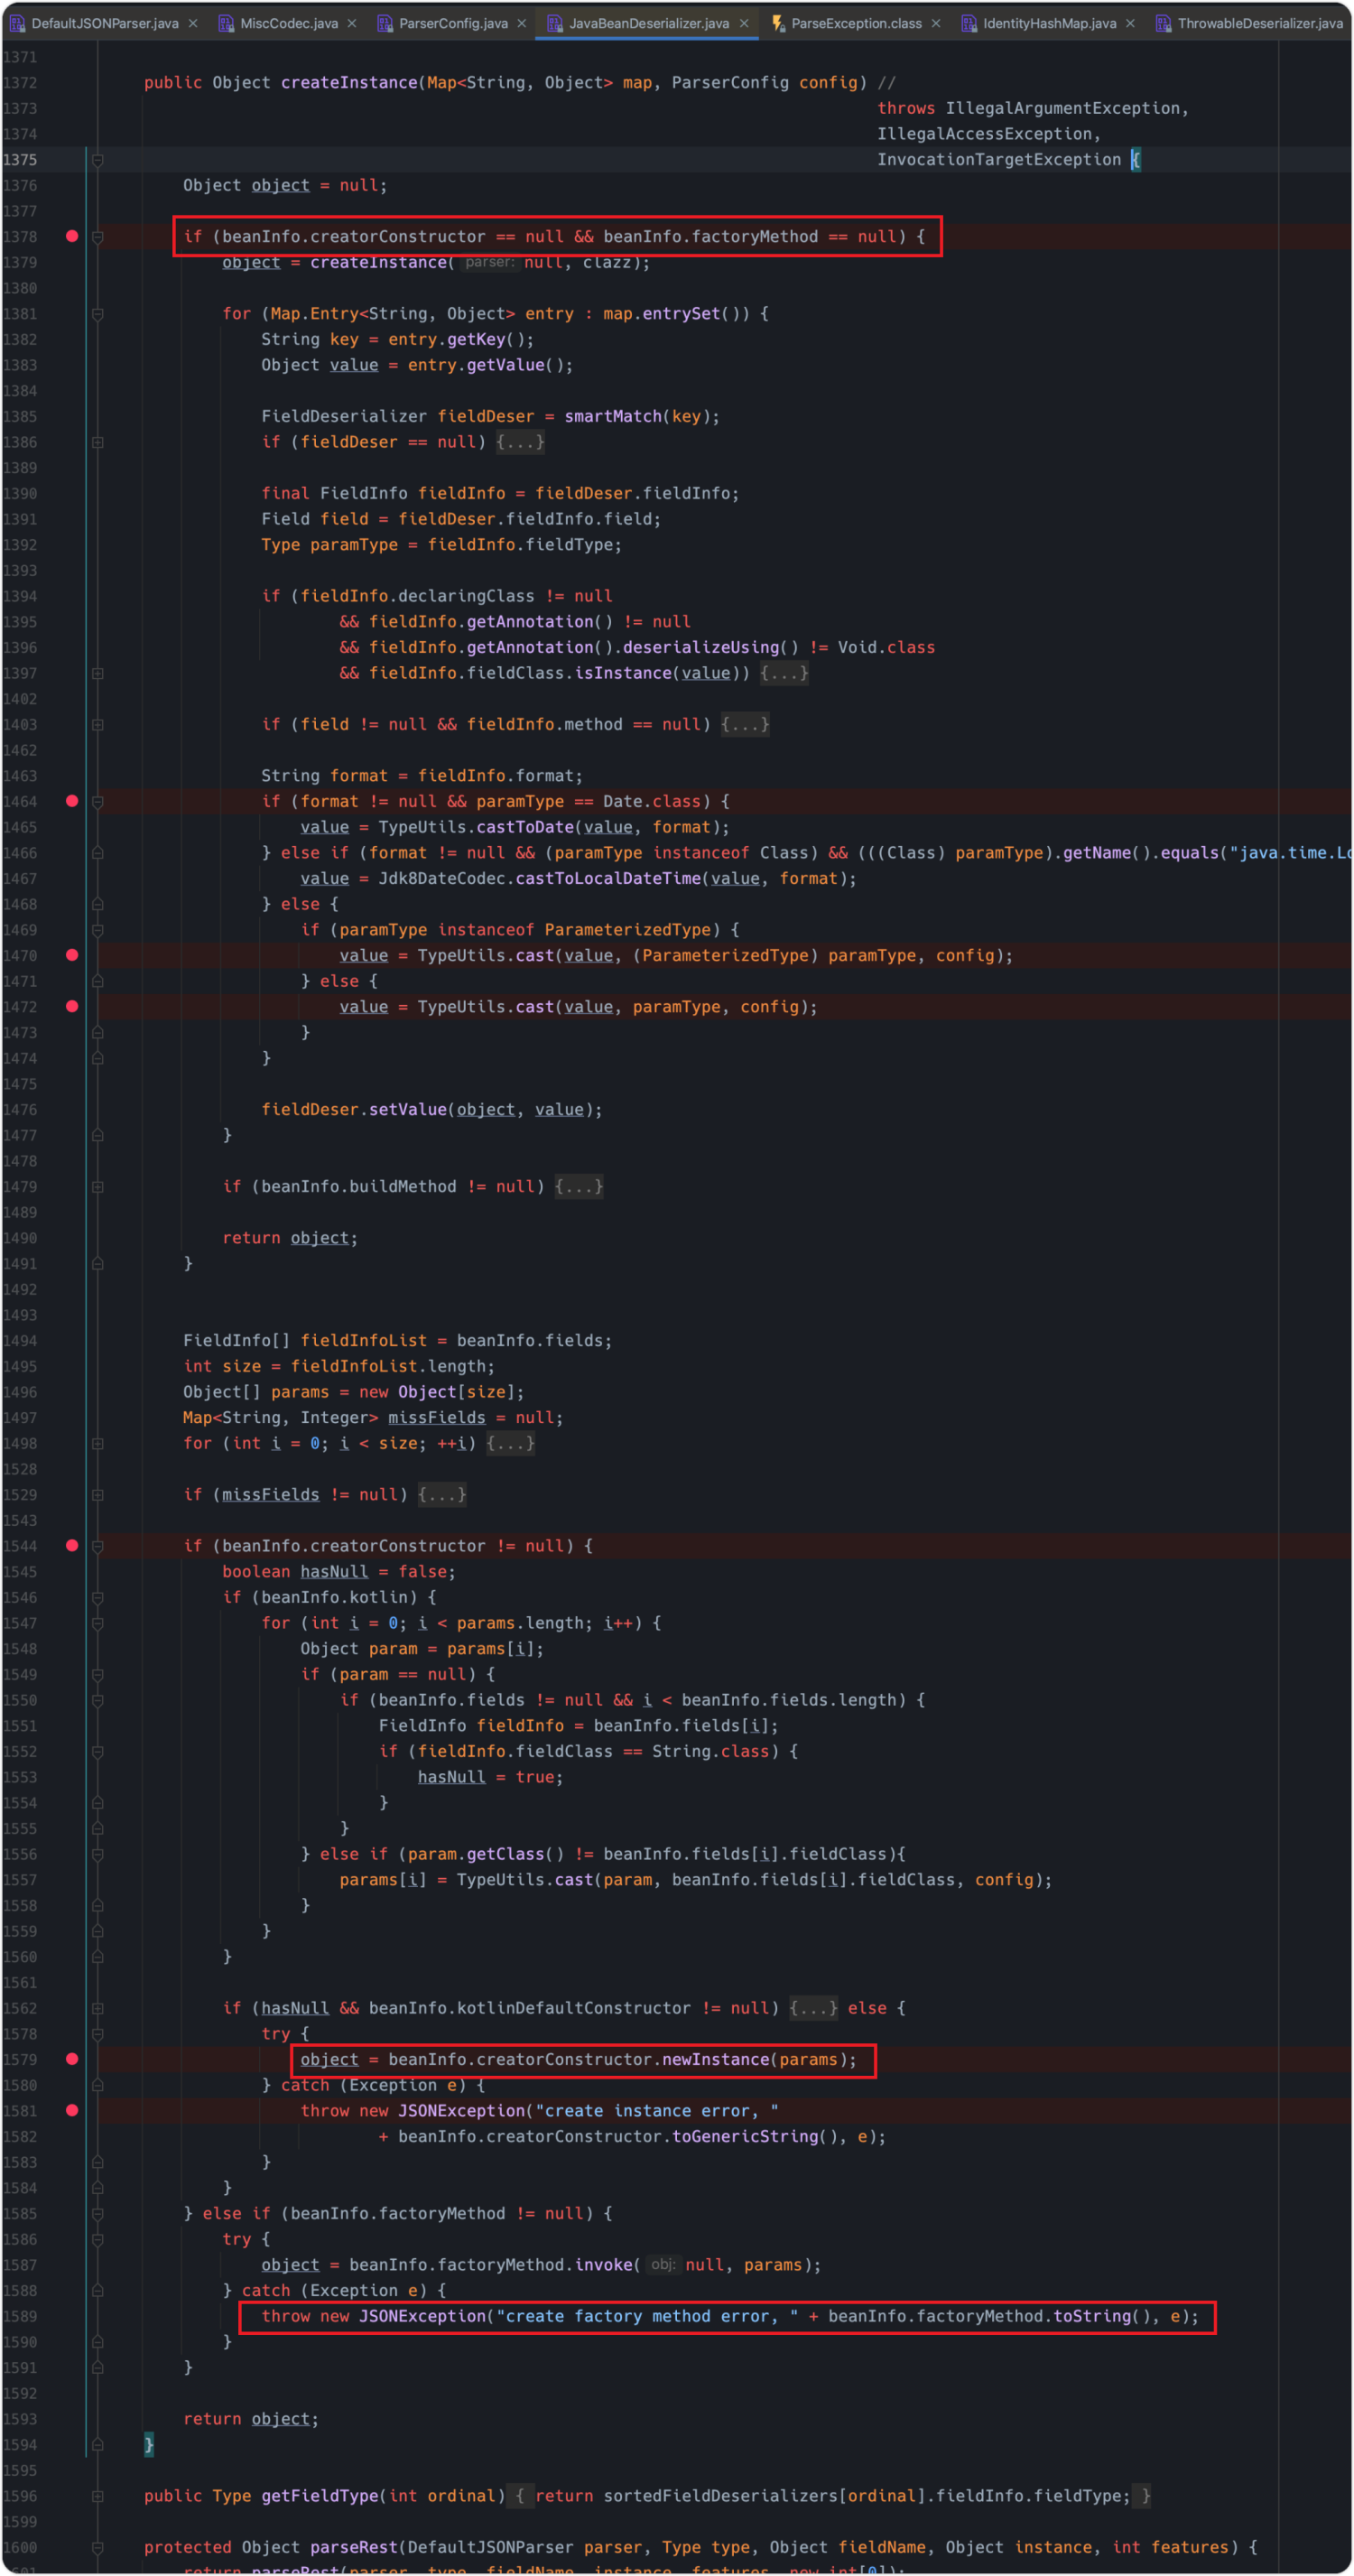 DefaultJSONParser.java × MiscCodec.java × ParserConfig.java × JavaBeanDeserializer.java × ParseException.class × IdentityHashMap.java × ThrowableDeserializer.java
1371
1372 public Object createInstance(Map<String, Object> map, ParserConfig config) //
1373 throws IllegalArgumentException,
1374 IllegalAccessException,
1375 InvocationTargetException {
1376 Object object = null;
1377
1378 if (beanInfo.creatorConstructor == null && beanInfo.factoryMethod == null) {
1379 object = createInstance( parser: null, clazz);
1380
1381 for (Map.Entry<String, Object> entry : map.entrySet()) {
1382 String key = entry.getKey();
1383 Object value = entry.getValue();
1384
1385 FieldDeserializer fieldDeser = smartMatch(key);
1386 if (fieldDeser == null) {...}
1389
1390 final FieldInfo fieldInfo = fieldDeser.fieldInfo;
1391 Field field = fieldDeser.fieldInfo.field;
1392 Type paramType = fieldInfo.fieldType;
1393
1394 if (fieldInfo.declaringClass != null
1395 && fieldInfo.getAnnotation() != null
1396 && fieldInfo.getAnnotation().deserializeUsing() != Void.class
1397 && fieldInfo.fieldClass.isInstance(value)) {...}
1402
1403 if (field != null && fieldInfo.method == null) {...}
1462
1463 String format = fieldInfo.format;
1464 if (format != null && paramType == Date.class) {
1465 value = TypeUtils.castToDate(value, format);
1466 } else if (format != null && (paramType instanceof Class) && (((Class) paramType).getName().equals("java.time.Lo
1467 value = Jdk8DateCodec.castToLocalDateTime(value, format);
1468 } else {
1469 if (paramType instanceof ParameterizedType) {
1470 value = TypeUtils.cast(value, (ParameterizedType) paramType, config);
1471 } else {
1472 value = TypeUtils.cast(value, paramType, config);
1473 }
1474 }
1475
1476 fieldDeser.setValue(object, value);
1477 }
1478
1479 if (beanInfo.buildMethod != null) {...}
1489
1490 return object;
1491 }
1492
1493
1494 FieldInfo[] fieldInfoList = beanInfo.fields;
1495 int size = fieldInfoList.length;
1496 Object[] params = new Object[size];
1497 Map<String, Integer> missFields = null;
1498 for (int i = 0; i < size; ++i) {...}
1528
1529 if (missFields != null) {...}
1543
1544 if (beanInfo.creatorConstructor != null) {
1545 boolean hasNull = false;
1546 if (beanInfo.kotlin) {
1547 for (int i = 0; i < params.length; i++) {
1548 Object param = params[i];
1549 if (param == null) {
1550 if (beanInfo.fields != null && i < beanInfo.fields.length) {
1551 FieldInfo fieldInfo = beanInfo.fields[i];
1552 if (fieldInfo.fieldClass == String.class) {
1553 hasNull = true;
1554 }
1555 }
1556 } else if (param.getClass() != beanInfo.fields[i].fieldClass){
1557 params[i] = TypeUtils.cast(param, beanInfo.fields[i].fieldClass, config);
1558 }
1559 }
1560 }
1561
1562 if (hasNull && beanInfo.kotlinDefaultConstructor != null) {...} else {
1578 try {
1579 object = beanInfo.creatorConstructor.newInstance(params);
1580 } catch (Exception e) {
1581 throw new JSONException("create instance error, "
1582 + beanInfo.creatorConstructor.toGenericString(), e);
1583 }
1584 }
1585 } else if (beanInfo.factoryMethod != null) {
1586 try {
1587 object = beanInfo.factoryMethod.invoke( obj: null, params);
1588 } catch (Exception e) {
1589 throw new JSONException("create factory method error, " + beanInfo.factoryMethod.toString(), e);
1590 }
1591 }
1592
1593 return object;
1594 }
1595
1596 public Type getFieldType(int ordinal) { return sortedFieldDeserializers[ordinal].fieldInfo.fieldType; }
1599
1600 protected Object parseRest(DefaultJSONParser parser, Type type, Object fieldName, Object instance, int features) {
1601 return parseRest(parser, type, fieldName, instance, features, new int[0]);